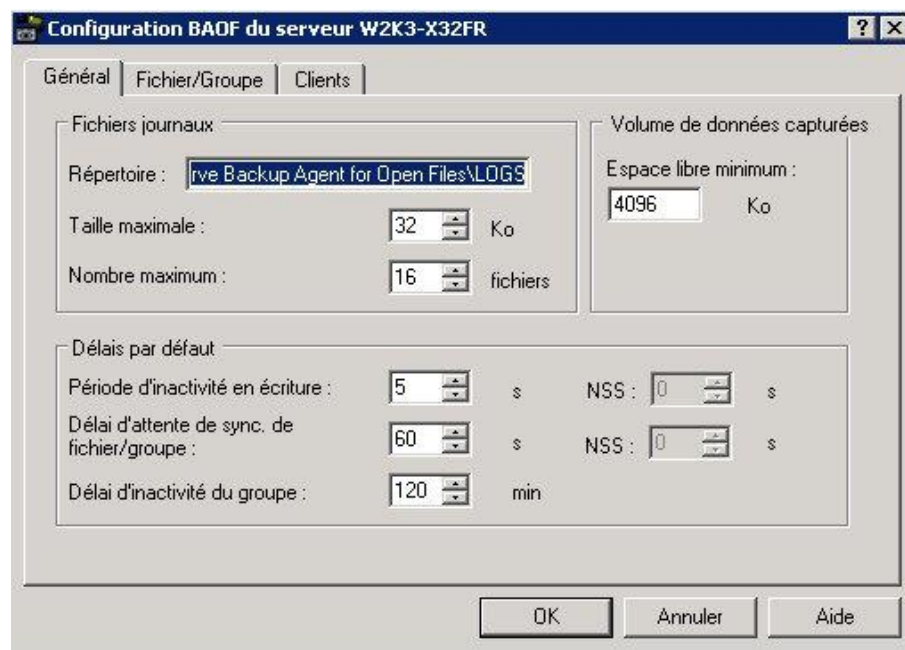 Configuration BAOF du serveur W2K3-X32FR
Général Fichier/Groupe Clients
Fichiers journaux
Répertoire : rve Backup Agent for Open Files\LOGS
Taille maximale : 32 Ko
Nombre maximum : 16 fichiers
Volume de données capturées
Espace libre minimum :
4096 Ko
Délais par défaut
Période d'inactivité en écriture : 5 s NSS : 0 s
Délai d'attente de sync. de
fichier/groupe : 60 s NSS : 0 s
Délai d'inactivité du groupe : 120 min
OK Annuler Aide